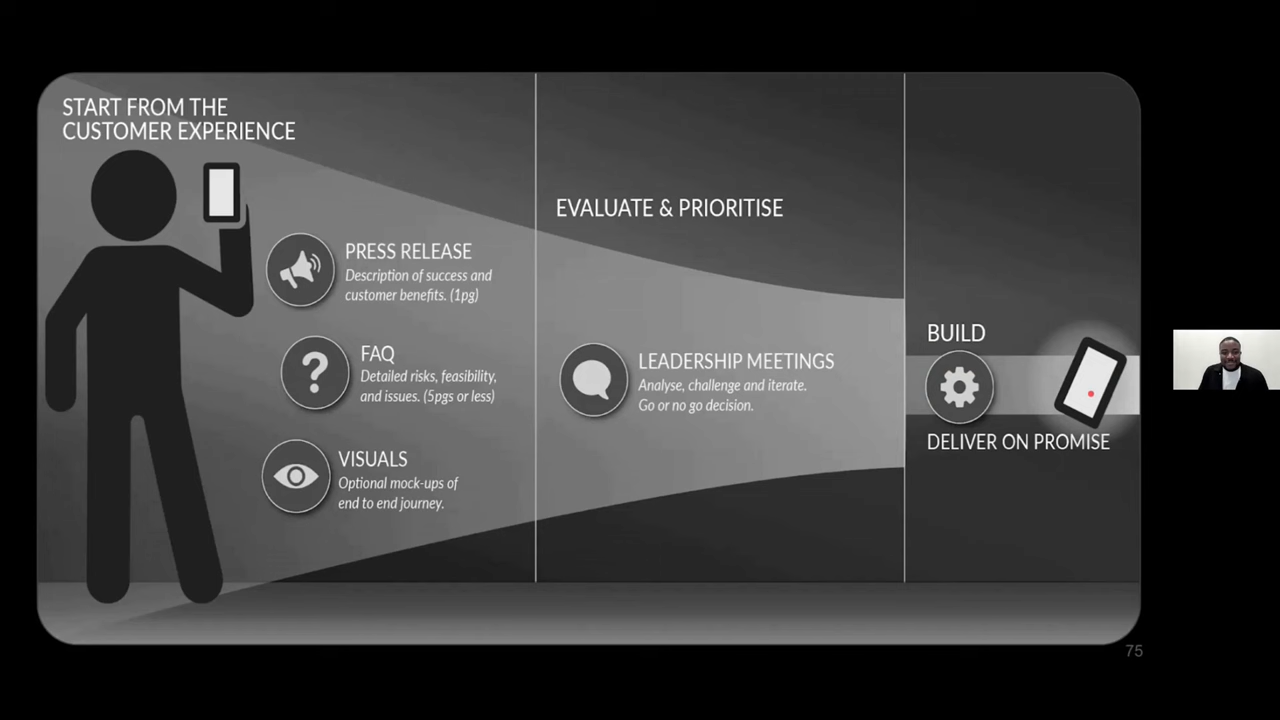 START FROM THE
CUSTOMER EXPERIENCE
PRESS RELEASE
Description of success and
customer benefits. (1pg)
FAQ
Detailed risks, feasibility,
and issues. (5pgs or less)
VISUALS
Optional mock-ups of
end to end journey.
EVALUATE & PRIORITISE
LEADERSHIP MEETINGS
Analyse, challenge and iterate.
Go or no go decision.
BUILD
DELIVER ON PROMISE
75